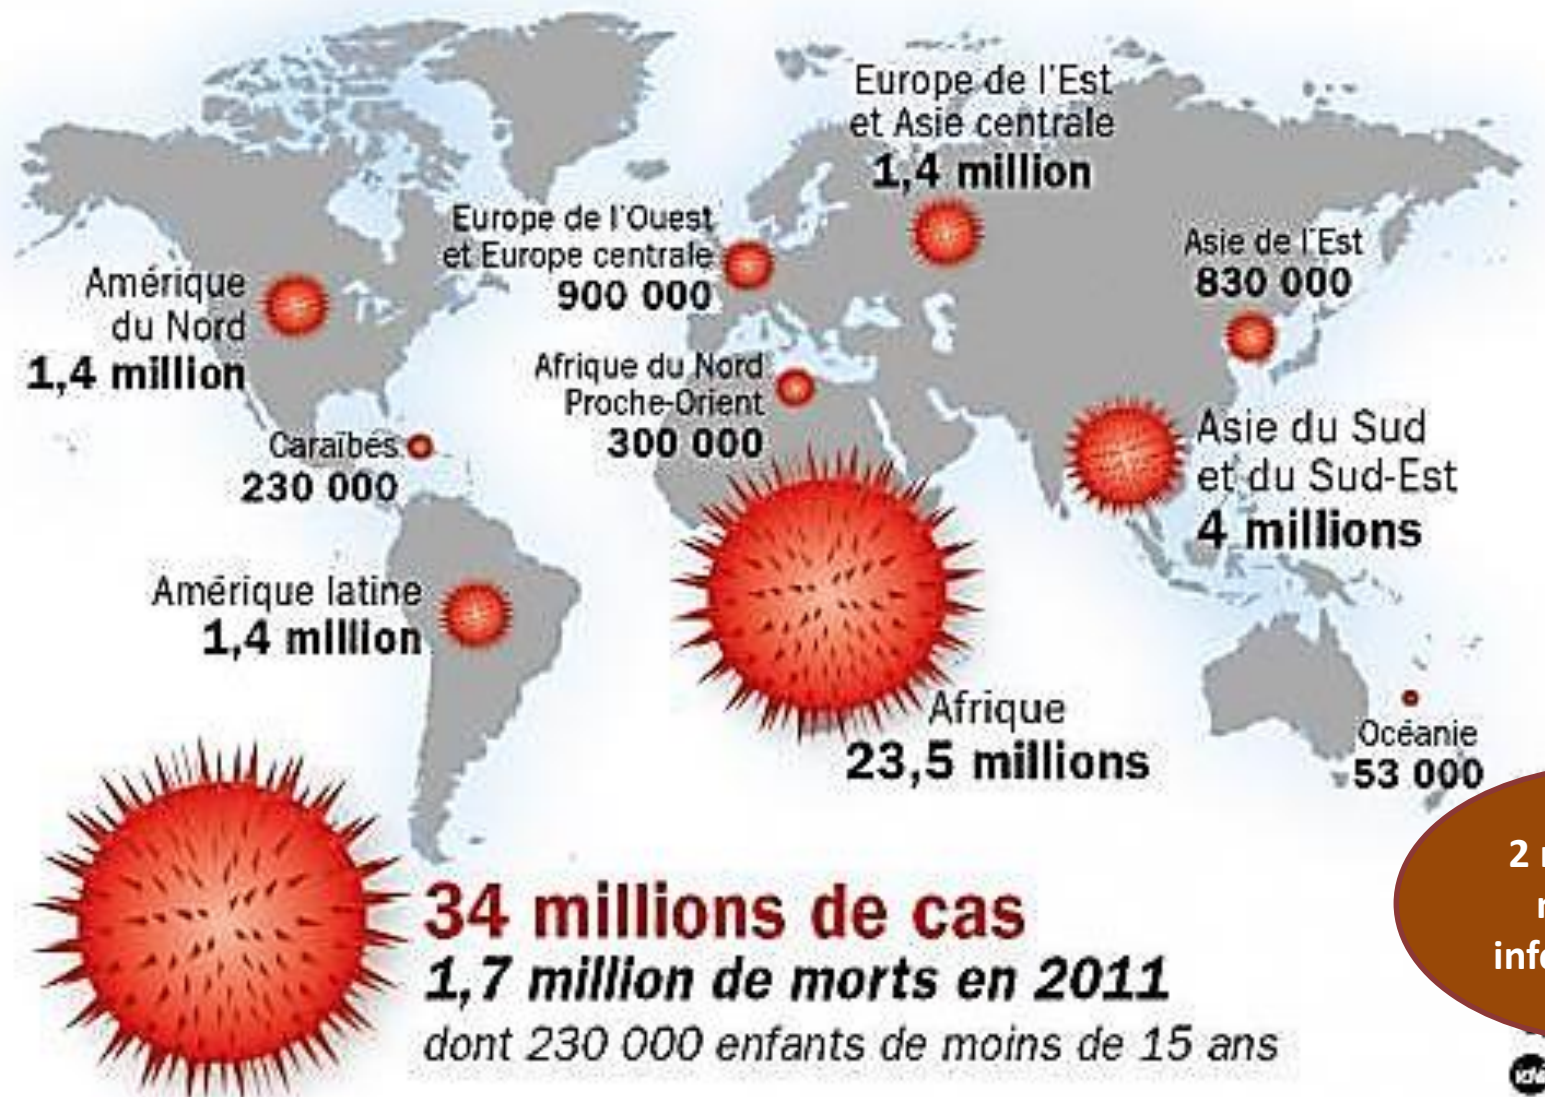 Europe de l'Est
et Asie centrale
1,4 million
Europe de l'Ouest
et Europe centrale
900 000
Asie de l'Est
830 000
Amérique
du Nord
1,4 million
Afrique du Nord
Proche-Orient
300 000
Caraïbes
230 000
Asie du Sud
et du Sud-Est
4 millions
Amérique latine
1,4 million
Afrique
23,5 millions
Océanie
53 000
34 millions de cas
1,7 million de morts en 2011
dont 230 000 enfants de moins de 15 ans
2